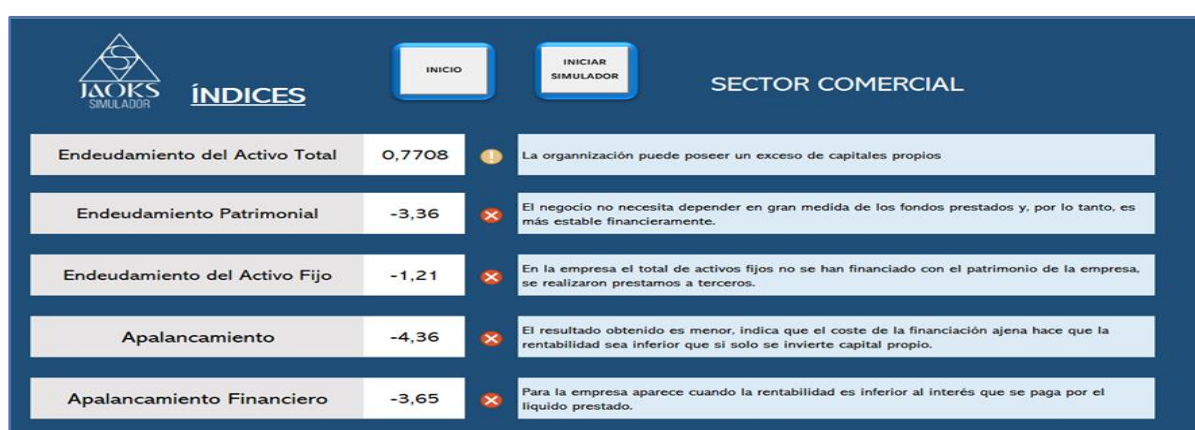 JAOKS
SIMULADOR
ÍNDICES
INICIO
INICIAR
SIMULADOR
SECTOR COMERCIAL
Endeudamiento del Activo Total
0,7708
La organnización puede poseer un exceso de capitales propios
Endeudamiento Patrimonial
-3,36
El negocio no necesita depender en gran medida de los fondos prestados y, por lo tanto, es
más estable financieramente.
Endeudamiento del Activo Fijo
-1,21
En la empresa el total de activos fijos no se han financiado con el patrimonio de la empresa,
se realizaron prestamos a terceros.
Apalancamiento
-4,36
El resultado obtenido es menor, indica que el coste de la financiación ajena hace que la
rentabilidad sea inferior que si solo se invierte capital propio.
Apalancamiento Financiero
-3,65
Para la empresa aparece cuando la rentabilidad es inferior al interés que se paga por el
liquido prestado.